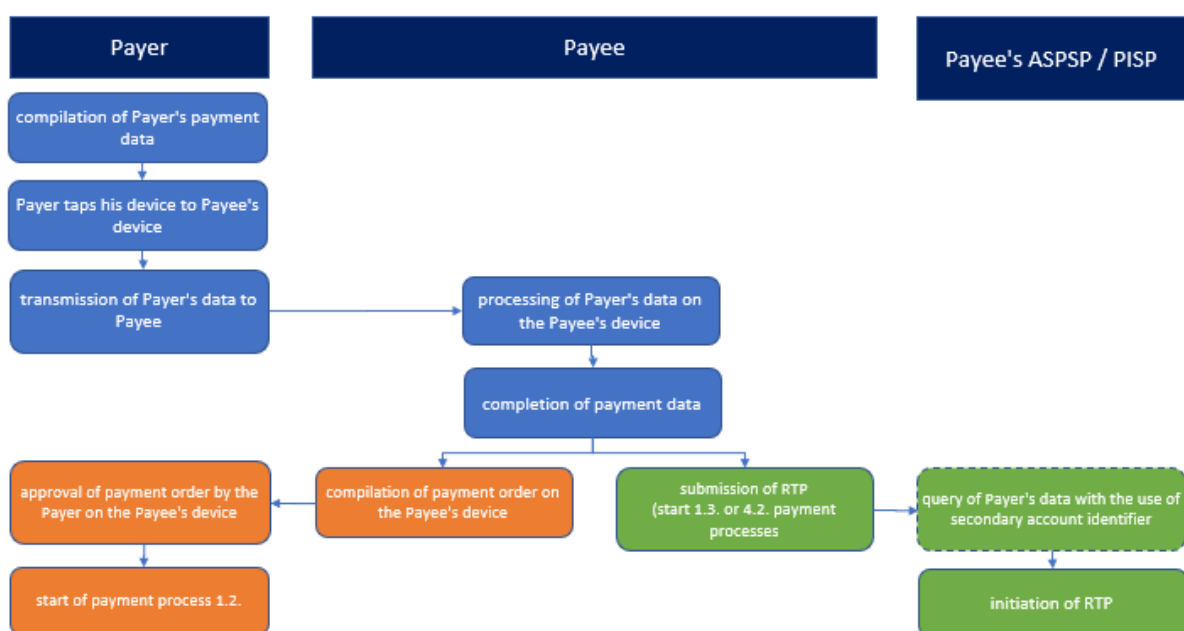 Payer
Payee
Payee's ASPSP / PISP
compilation of Payer's payment
data
Payer taps his device to Payee's
device
transmission of Payer's data to
Payee
processing of Payer's data on
the Payee's device
completion of payment data
approval of payment order by the
Payer on the Payee's device
compilation of payment order on
the Payee's device
submission of RTP
(start 1.3. or 4.2. payment
processes
query of Payer's data with the use of
secondary account identifier
start of payment process 1.2.
initiation of RTP